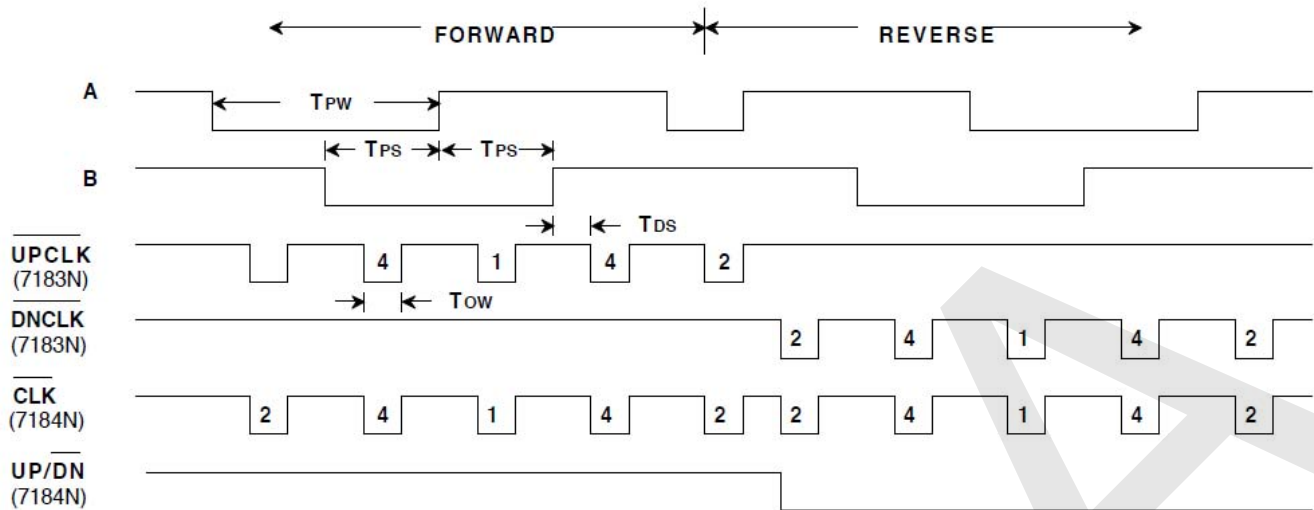 FORWARD REVERSE
A
TPW
TPS TPS
B
TDS
UPCLK
(7183N)
4 1 4 2
TOW
DNCLK
(7183N)
2 4 1 4 2
CLK
(7184N)
2 4 1 4 2 2 4 1 4 2
UP/DN
(7184N)